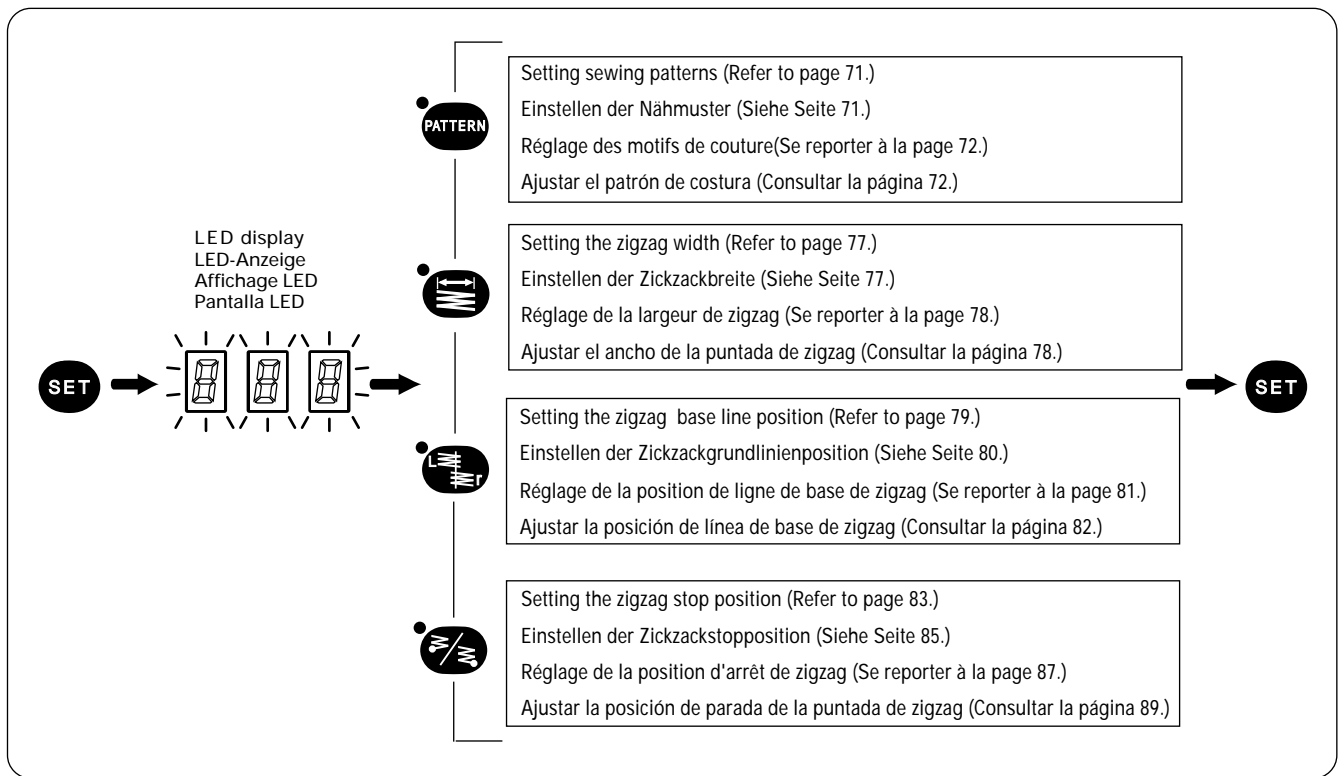 SET
LED display
LED-Anzeige
Affichage LED
Pantalla LED
8 8 8
PATTERN
Setting sewing patterns (Refer to page 71.)
Einstellen der Nähmuster (Siehe Seite 71.)
Réglage des motifs de couture(Se reporter à la page 72.)
Ajustar el patrón de costura (Consultar la página 72.)
Setting the zigzag width (Refer to page 77.)
Einstellen der Zickzackbreite (Siehe Seite 77.)
Réglage de la largeur de zigzag (Se reporter à la page 78.)
Ajustar el ancho de la puntada de zigzag (Consultar la página 78.)
L
r
Setting the zigzag base line position (Refer to page 79.)
Einstellen der Zickzackgrundlinienposition (Siehe Seite 80.)
Réglage de la position de ligne de base de zigzag (Se reporter à la page 81.)
Ajustar la posición de línea de base de zigzag (Consultar la página 82.)
Setting the zigzag stop position (Refer to page 83.)
Einstellen der Zickzackstopposition (Siehe Seite 85.)
Réglage de la position d'arrêt de zigzag (Se reporter à la page 87.)
Ajustar la posición de parada de la puntada de zigzag (Consultar la página 89.)
SET